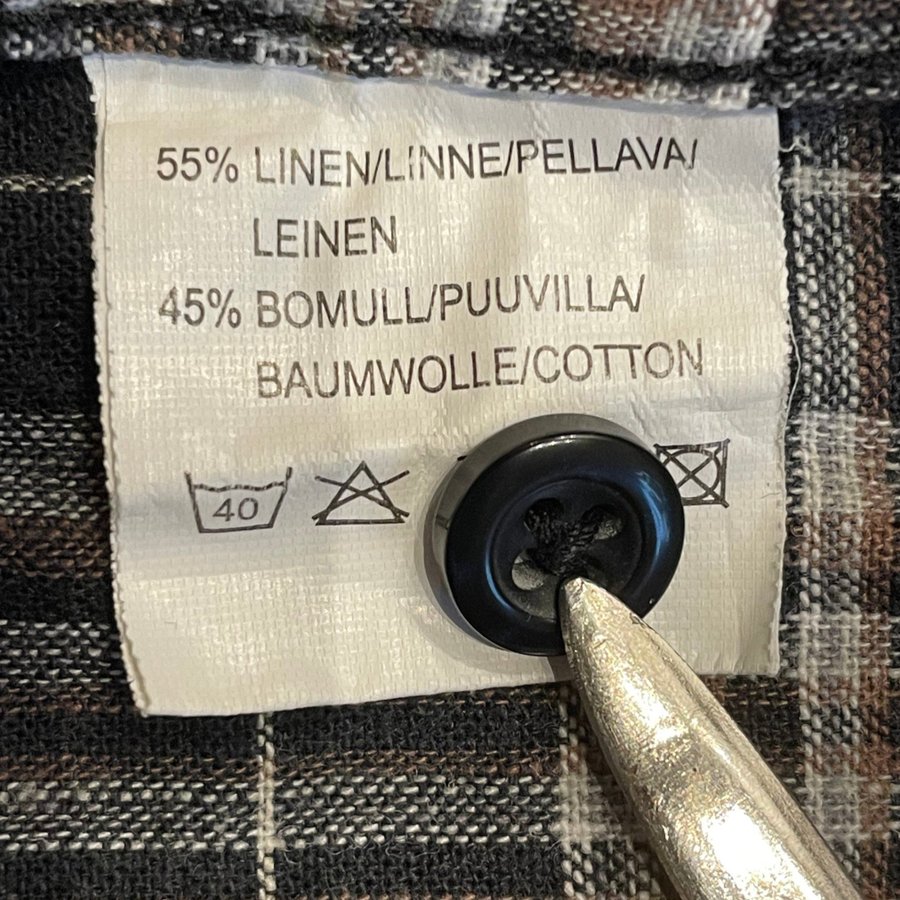 55% LINEN/LINNE/PELLAVA/
LEINEN
45% BOMULL/PUUVILLA/
BAUMWOLLE/COTTON
40